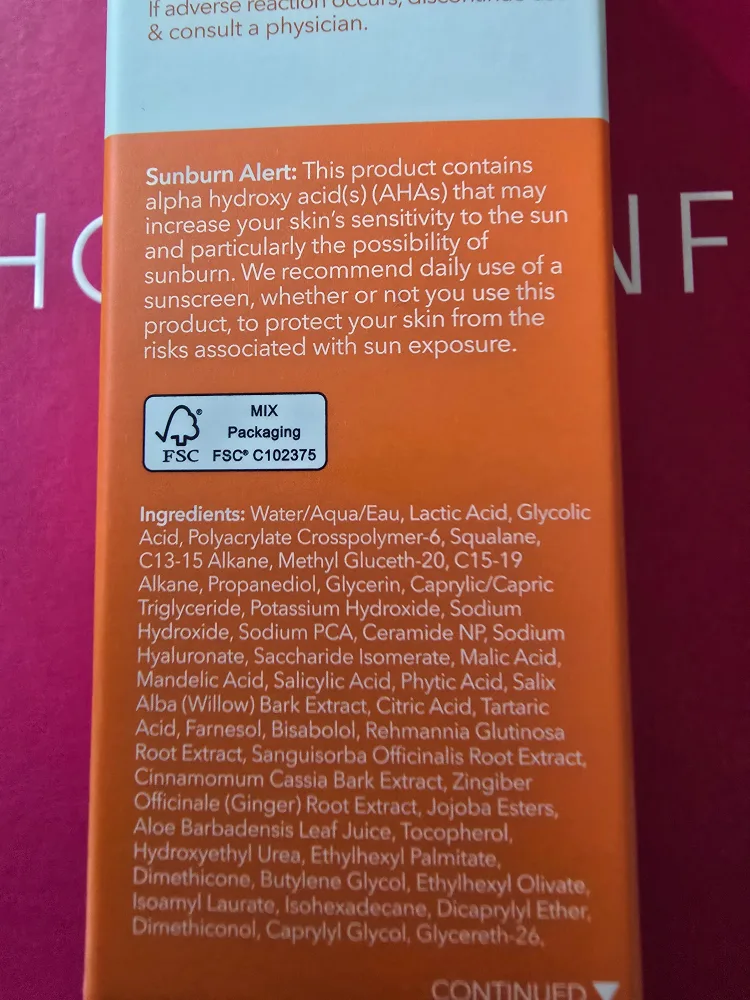 If adverse reaction occurs, discontinue
& consult a physician.
HO
N F
Sunburn Alert: This product contains
alpha hydroxy acid(s) (AHAs) that may
increase your skin's sensitivity to the sun
and particularly the possibility of
sunburn. We recommend daily use of a
sunscreen, whether or not you use this
product, to protect your skin from the
risks associated with sun exposure.
MIX
Packaging
FSC® C102375
FSC
Ingredients: Water/Aqua/Eau, Lactic Acid, Glycolic
Acid, Polyacrylate Crosspolymer-6, Squalane,
C13-15 Alkane, Methyl Gluceth-20, C15-19
Alkane, Propanediol, Glycerin, Caprylic/Capric
Triglyceride, Potassium Hydroxide, Sodium
Hydroxide, Sodium PCA, Ceramide NP, Sodium
Hyaluronate, Saccharide Isomerate, Malic Acid,
Mandelic Acid, Salicylic Acid, Phytic Acid, Salix
Alba (Willow) Bark Extract, Citric Acid, Tartaric
Acid, Farnesol, Bisabolol, Rehmannia Glutinosa
Root Extract, Sanguisorba Officinalis Root Extract,
Cinnamomum Cassia Bark Extract, Zingiber
Officinale (Ginger) Root Extract, Jojoba Esters,
Aloe Barbadensis Leaf Juice, Tocopherol,
Hydroxyethyl Urea, Ethylhexyl Palmitate,
Dimethicone, Butylene Glycol, Ethylhexyl Olivate,
Isoamyl Laurate, Isohexadecane, Dicaprylyl Ether,
Dimethiconol, Caprylyl Glycol, Glycereth-26,
CONTINUED